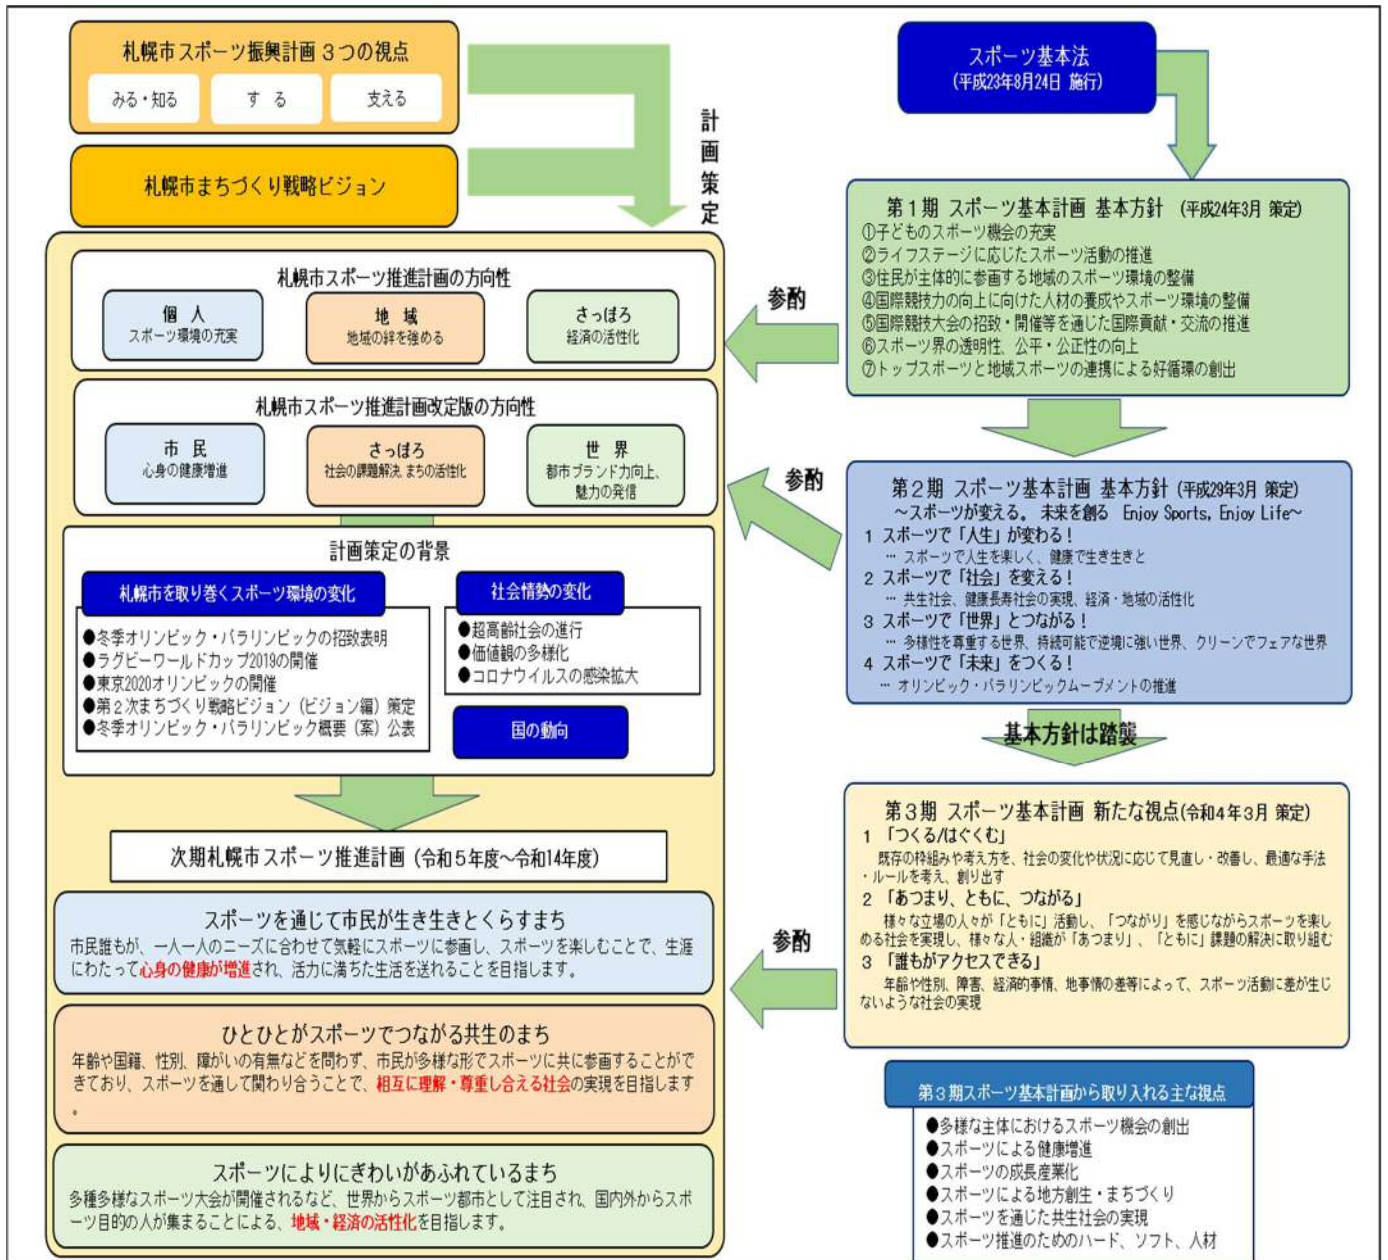 札幌市スポーツ振興計画 3つの視点
みる・知る
する
支える
札幌市まちづくり戦略ビジョン
計画策定
札幌市スポーツ推進計画の方向性
個人
スポーツ環境の充実
地域
地域の絆を強める
さっぽろ
経済の活性化
札幌市スポーツ推進計画改定版の方向性
市民
心身の健康増進
さっぽろ
社会の課題解決、まちの活性化
世界
都市ブランド力向上、
魅力の発信
計画策定の背景
札幌市を取り巻くスポーツ環境の変化
●冬季オリンピック・パラリンピックの招致表明
●ラグビーワールドカップ2019の開催
●東京2020オリンピックの開催
●第2次まちづくり戦略ビジョン（ビジョン編）策定
●冬季オリンピック・パラリンピック概要（案）公表
社会情勢の変化
●超高齢社会の進行
●価値観の多様化
●コロナウイルスの感染拡大
国の動向
次期札幌市スポーツ推進計画（令和5年度～令和14年度）
スポーツを通じて市民が生き生きとくらすまち
市民誰もが、一人一人のニーズに合わせて気軽にスポーツに参画し、スポーツを楽しむことで、生涯
にわたって心身の健康が増進され、活力に満ちた生活を送れることを目指します。
ひとひとがスポーツでつながる共生のまち
年齢や国籍、性別、障がいの有無などを問わず、市民が多様な形でスポーツに共に参画することがで
きており、スポーツを通して関わり合うことで、相互に理解・尊重し合える社会の実現を目指します
。
スポーツによりにぎわいがあふれているまち
多種多様なスポーツ大会が開催されるなど、世界からスポーツ都市として注目され、国内外からスポ
ーツ目的の人が集まることによる、地域・経済の活性化を目指します。
スポーツ基本法
（平成23年8月24日 施行）
第1期 スポーツ基本計画 基本方針 （平成24年3月 策定）
①子どものスポーツ機会の充実
②ライフステージに応じたスポーツ活動の推進
③住民が主体的に参画する地域のスポーツ環境の整備
④国際競技力の向上に向けた人材の養成やスポーツ環境の整備
⑤国際競技大会の招致・開催等を通じた国際貢献・交流の推進
⑥スポーツ界の透明性、公平・公正性の向上
⑦トップスポーツと地域スポーツの連携による好循環の創出
参酌
第2期 スポーツ基本計画 基本方針（平成29年3月 策定）
～スポーツが変える。未来を創る Enjoy Sports, Enjoy Life～
1 スポーツで「人生」が変わる！
… スポーツで人生を楽しく、健康で生き生きと
2 スポーツで「社会」を変える！
… 共生社会、健康長寿社会の実現、経済・地域の活性化
3 スポーツで「世界」とつながる！
… 多様性を尊重する世界、持続可能で逆境に強い世界、クリーンでフェアな世界
4 スポーツで「未来」をつくる！
… オリンピック・パラリンピックムーブメントの推進
参酌
基本方針は踏襲
第3期 スポーツ基本計画 新たな視点(令和4年3月 策定)
1 「つくる/はぐくむ」
既存の枠組みや考え方を、社会の変化や状況に応じて見直し・改善し、最適な手法
・ルールを考え、創り出す
2 「あつまり、ともに、つながる」
様々な立場の人々が「ともに」活動し、「つながり」を感じながらスポーツを楽し
める社会を実現し、様々な人・組織が「あつまり」、「ともに」課題の解決に取り組む
3 「誰もがアクセスできる」
年齢や性別、障害、経済的事情、地事情の差等によって、スポーツ活動に差が生じ
ないような社会の実現
参酌
第3期スポーツ基本計画から取り入れる主な視点
●多様な主体におけるスポーツ機会の創出
●スポーツによる健康増進
●スポーツの成長産業化
●スポーツによる地方創生・まちづくり
●スポーツを通じた共生社会の実現
●スポーツ推進のためのハード、ソフト、人材